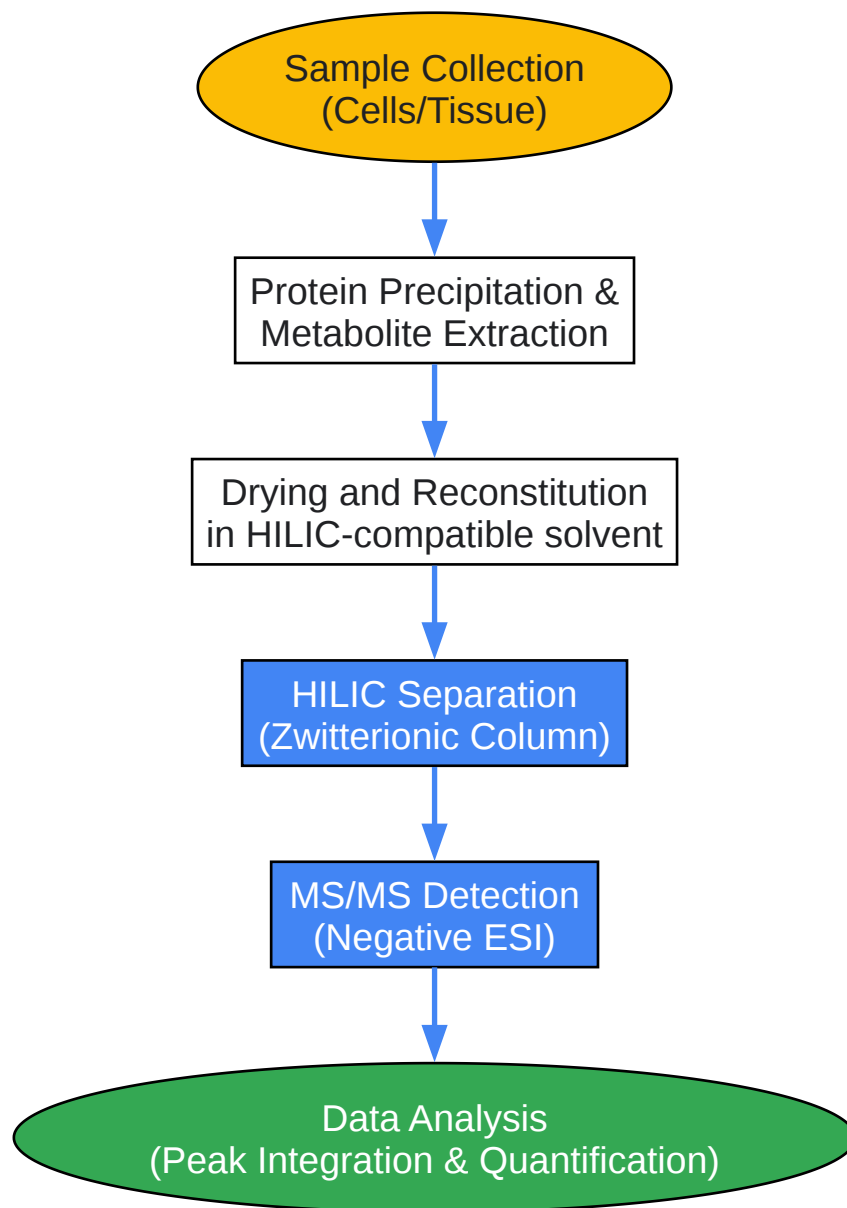 Sample Collection
(Cells/Tissue)
Protein Precipitation &
Metabolite Extraction
Drying and Reconstitution
in HILIC-compatible solvent
HILIC Separation
(Zwitterionic Column)
MS/MS Detection
(Negative ESI)
Data Analysis
(Peak Integration & Quantification)